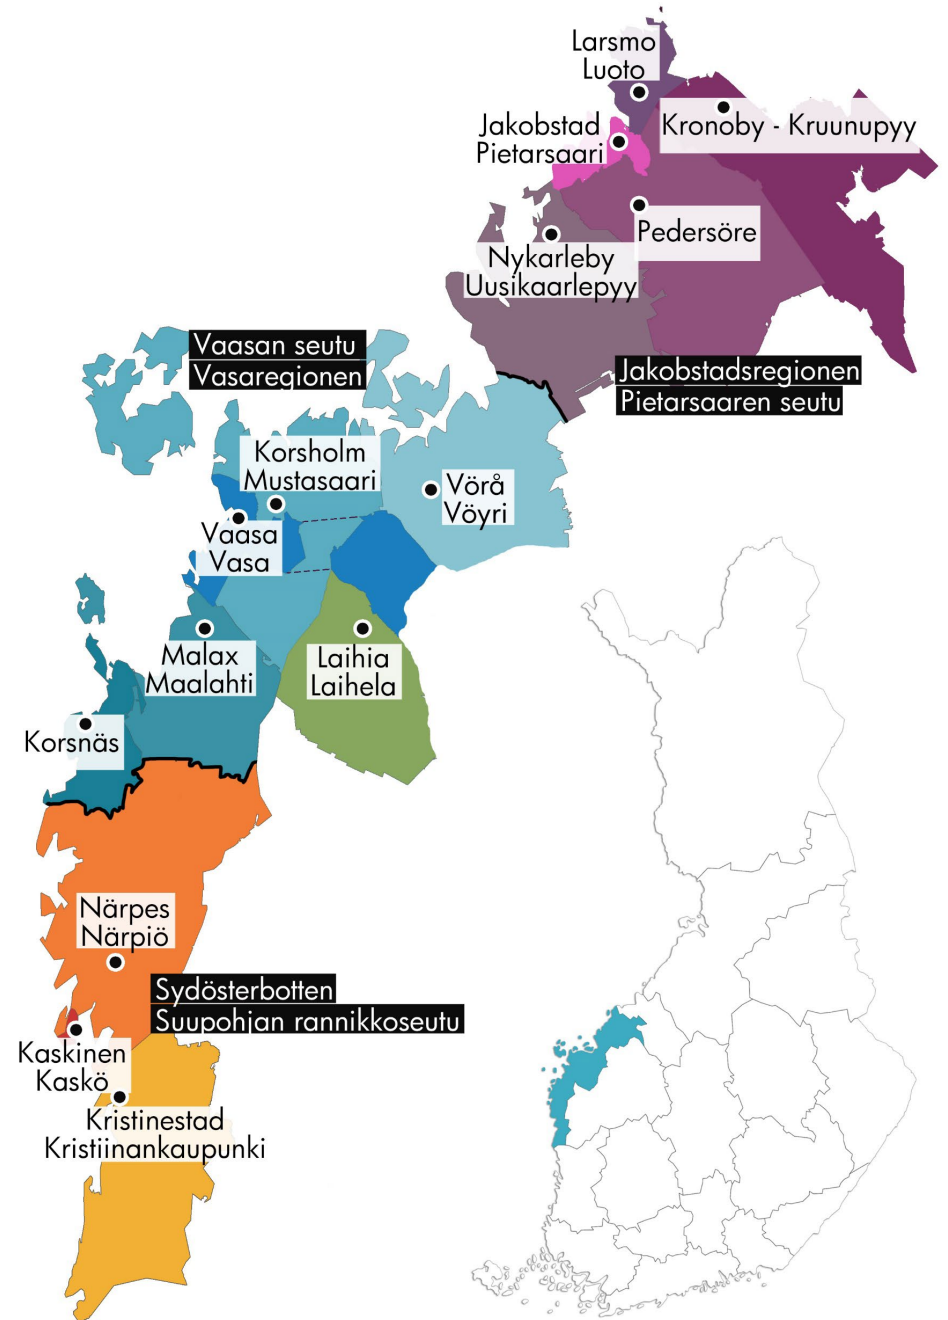 Larsmo
Luoto
Kronoby - Kruunupyy
Jakobstad
Pietarsaari
Pedersöre
Nykarleby
Uusikaarlepyy
Vaasan seutu
Vasaregionen
Jakobstadsregionen
Pietarsaaren seutu
Korsholm
Mustasaari
Vörå
Vöyri
Vaasa
Vasa
Malax
Maalahti
Laihia
Laihela
Korsnäs
Närpes
Närpiö
Sydösterbotten
Suupohjan rannikkoseutu
Kaskinen
Kaskö
Kristinestad
Kristiinankaupunki